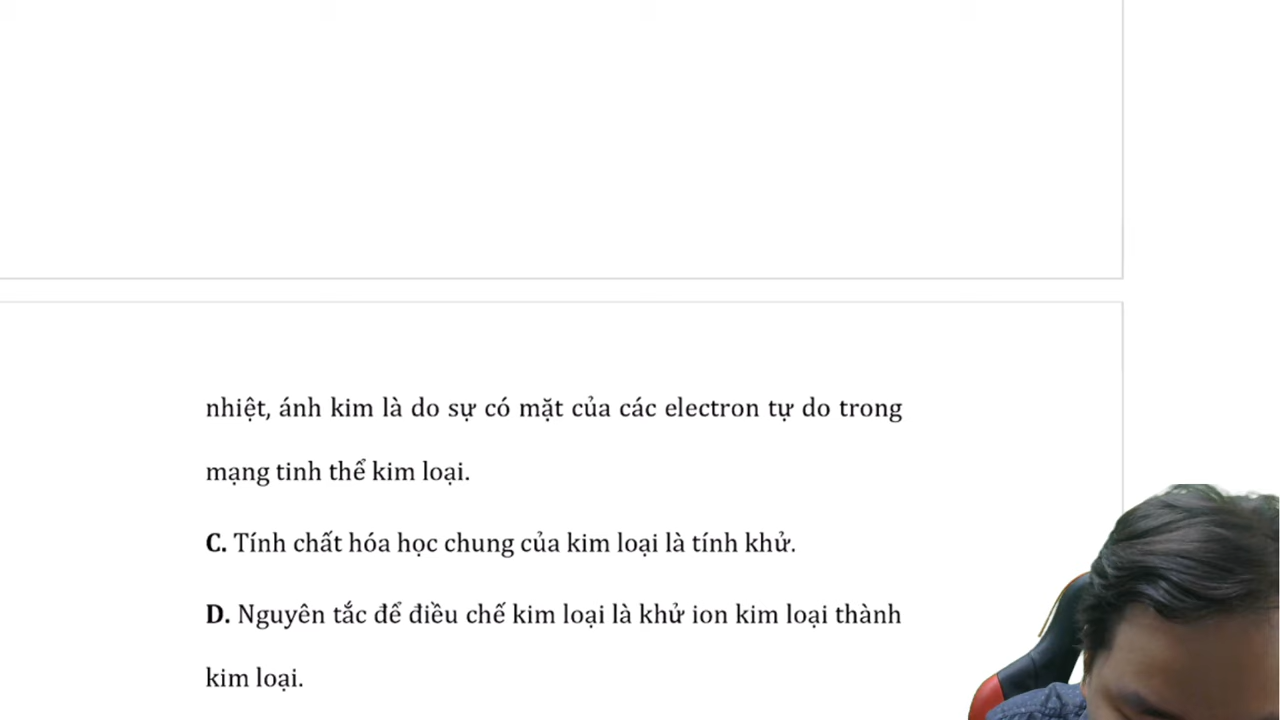 nhiệt, ánh kim là do sự có mặt của các electron tự do trong
mạng tinh thể kim loại.
C. Tính chất hóa học chung của kim loại là tính khử.
D. Nguyên tắc để điều chế kim loại là khử ion kim loại thành
kim loại.